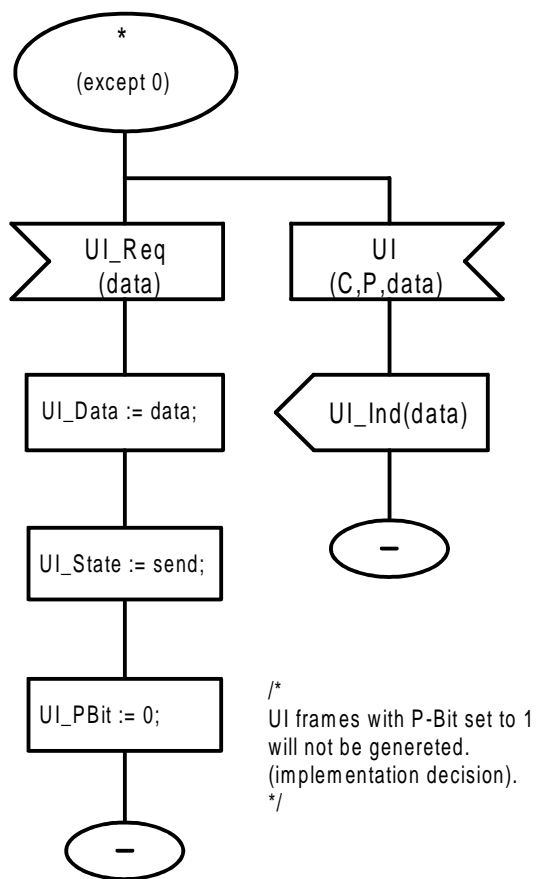 *
(except 0)
UI_Req
(data)
UI
(C,P,data)
UI_Data := data;
UI_Ind(data)
UI_State := send;
–
UI_PBit := 0;
/*
UI frames with P-Bit set to 1
will not be genereted.
(implementation decision).
*/
–